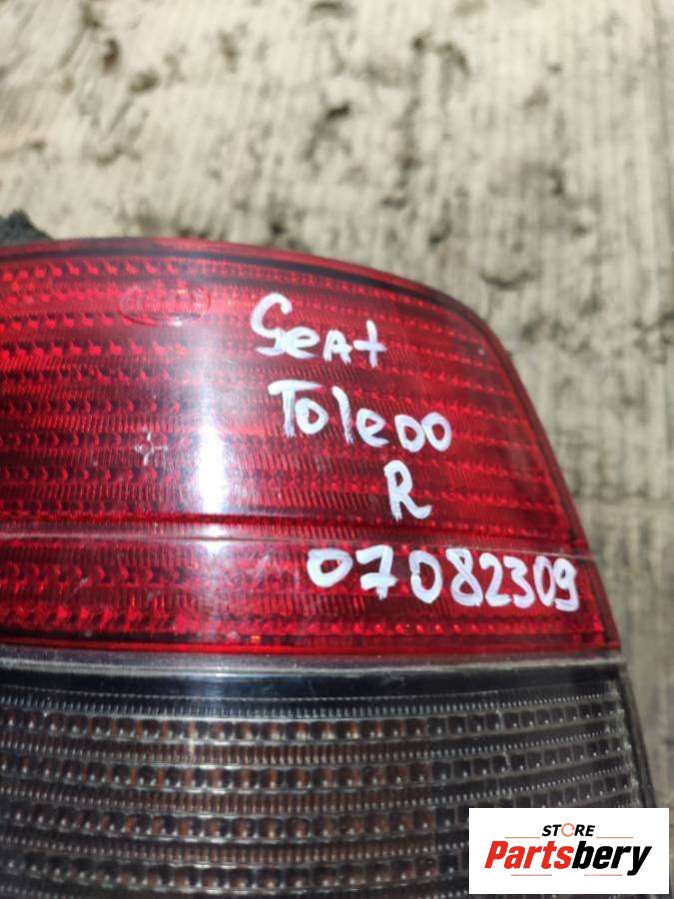 Seat
Toledo
R
07082309
STORE
Partsbery